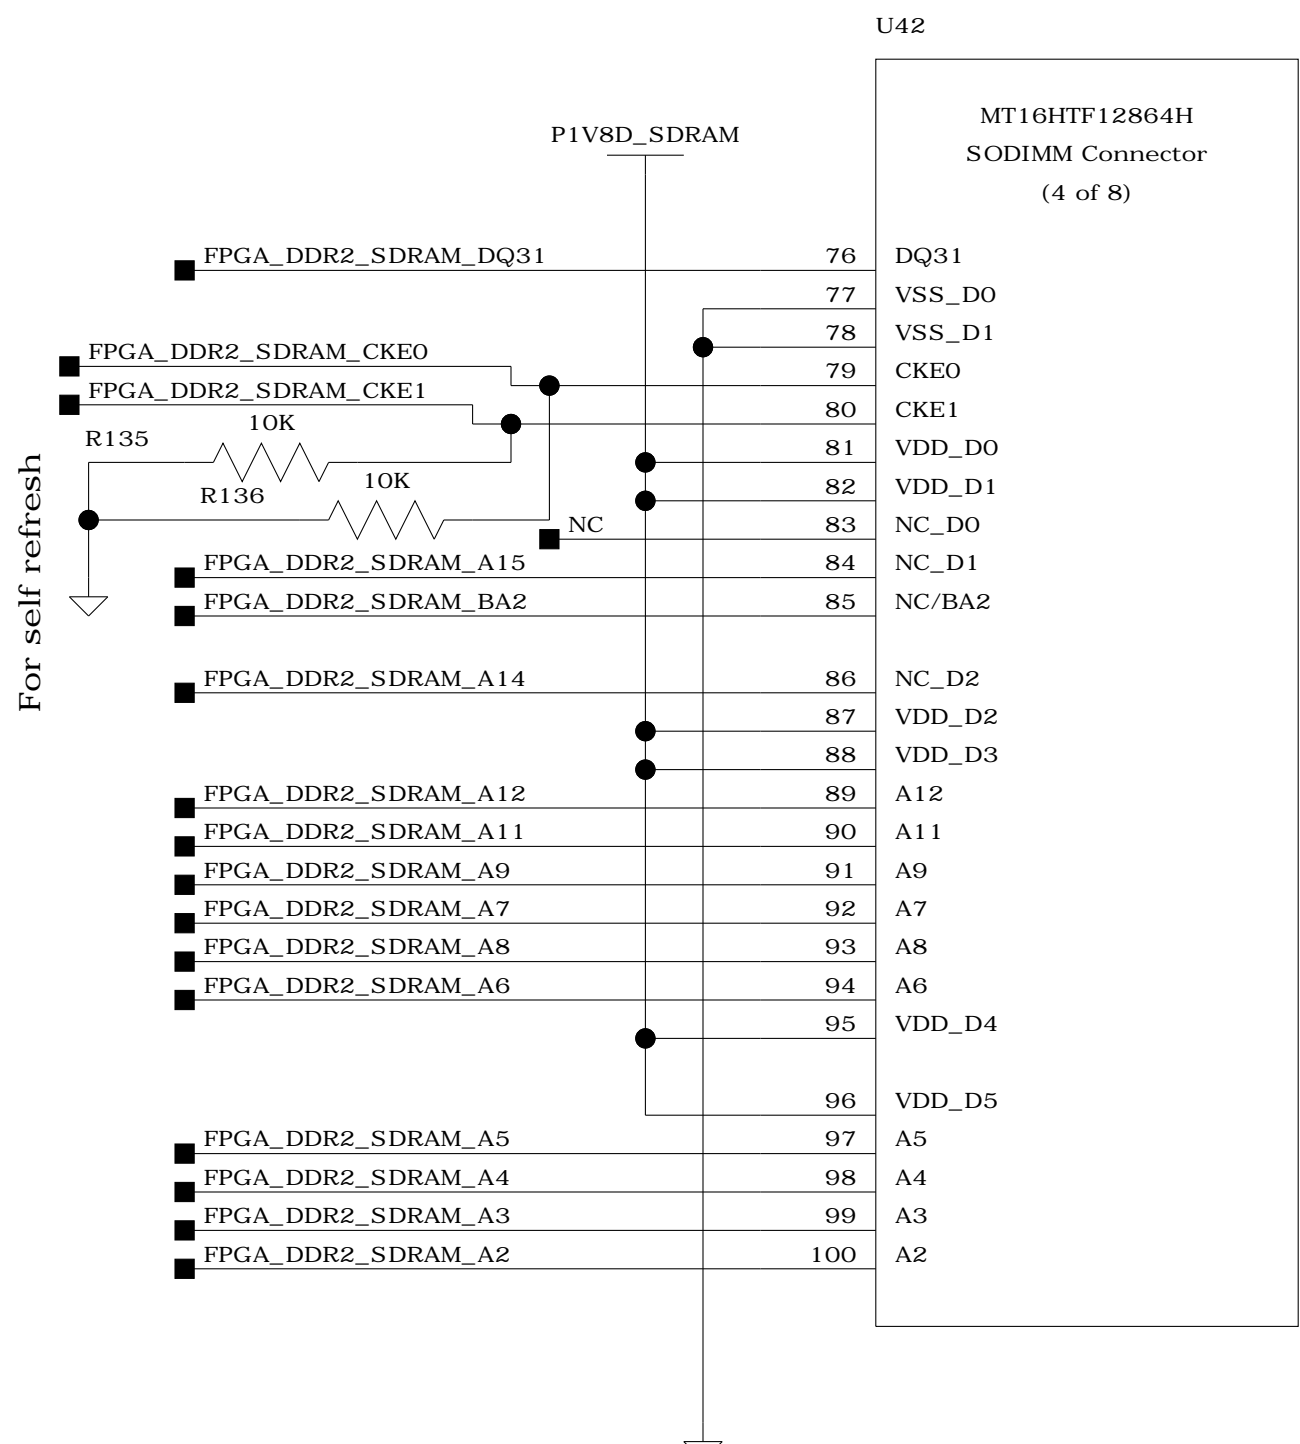 U42
MT16HTF12864H
SODIMM Connector
(4 of 8)
P1V8D_SDRAM
FPGA_DDR2_SDRAM_DQ31 76 DQ31
77 VSS_D0
78 VSS_D1
FPGA_DDR2_SDRAM_CKE0 79 CKE0
FPGA_DDR2_SDRAM_CKE1 80 CKE1
R135 10K
81 VDD_D0
R136 10K
82 VDD_D1
NC 83 NC_D0
FPGA_DDR2_SDRAM_A15 84 NC_D1
FPGA_DDR2_SDRAM_BA2 85 NC/BA2
For self refresh
FPGA_DDR2_SDRAM_A14 86 NC_D2
87 VDD_D2
88 VDD_D3
FPGA_DDR2_SDRAM_A12 89 A12
FPGA_DDR2_SDRAM_A11 90 A11
FPGA_DDR2_SDRAM_A9 91 A9
FPGA_DDR2_SDRAM_A7 92 A7
FPGA_DDR2_SDRAM_A8 93 A8
FPGA_DDR2_SDRAM_A6 94 A6
95 VDD_D4
96 VDD_D5
FPGA_DDR2_SDRAM_A5 97 A5
FPGA_DDR2_SDRAM_A4 98 A4
FPGA_DDR2_SDRAM_A3 99 A3
FPGA_DDR2_SDRAM_A2 100 A2